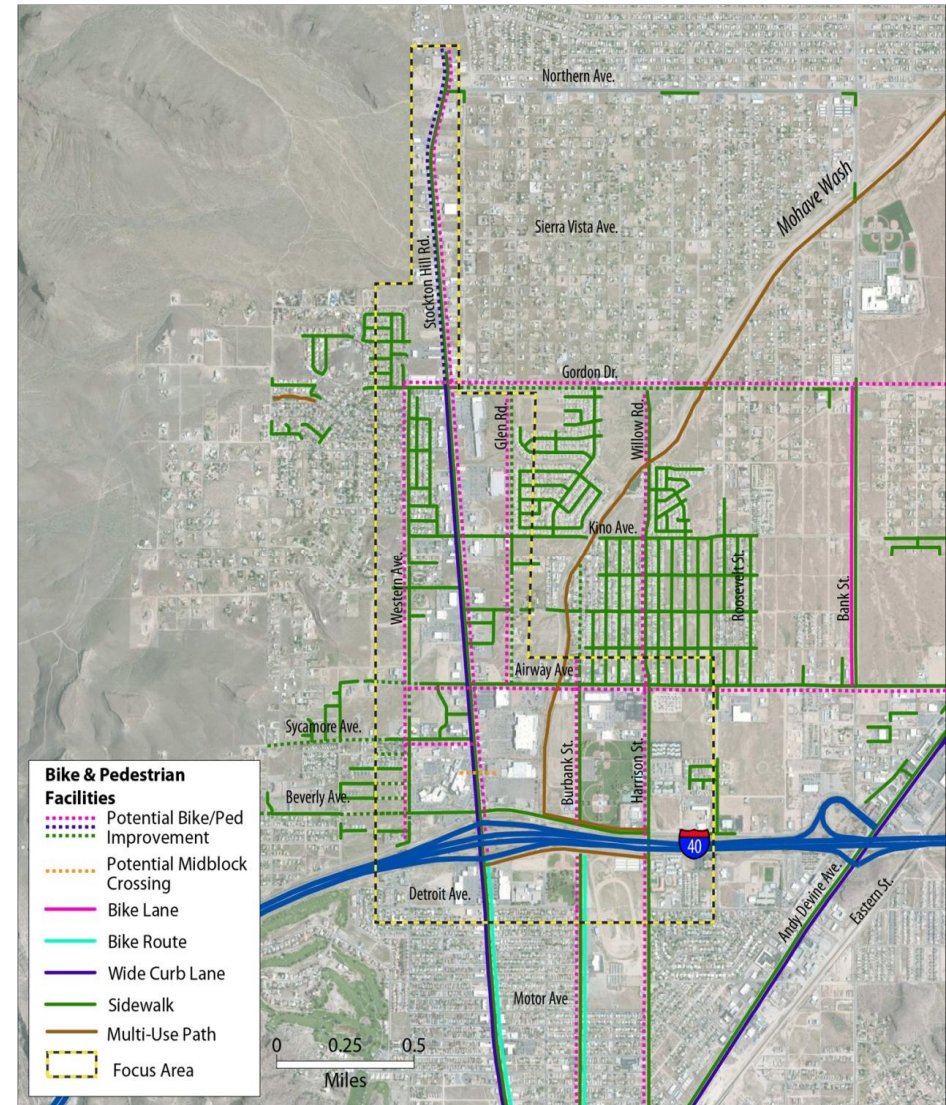 Northern Ave.
Mohave Wash
Sierra Vista Ave.
Stockton Hill Rd.
Gordon Dr.
Glen Rd.
Willow Rd.
Kino Ave.
Western Ave.
Roosevelt St.
Bank St.
Airway Ave
Sycamore Ave.
Burbank St.
Harrison St.
Beverly Ave.
40
Detroit Ave.
Andy Devine Ave.
Eastern St.
Motor Ave
Bike & Pedestrian
Facilities
Potential Bike/Ped
Improvement
Potential Midblock
Crossing
Bike Lane
Bike Route
Wide Curb Lane
Sidewalk
Multi-Use Path
Focus Area
0 0.25 0.5
Miles